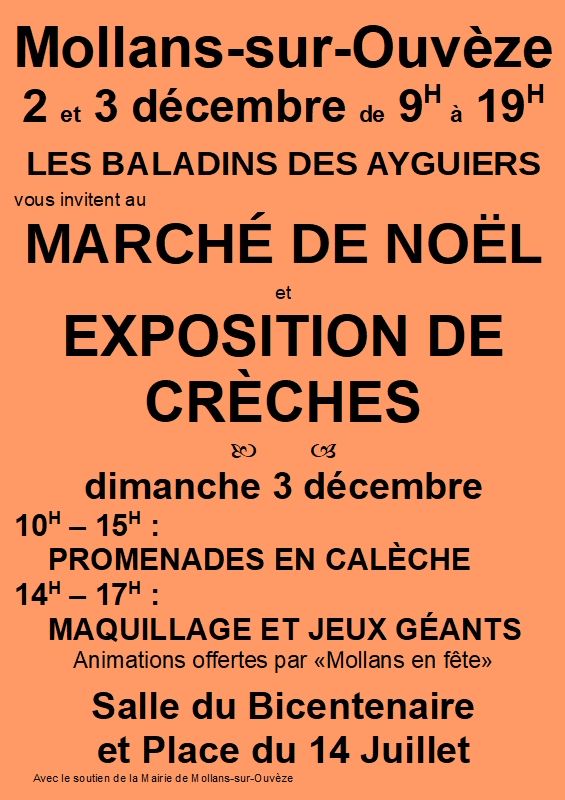 Mollans-sur-Ouvèze
2 et 3 décembre de 9H à 19H
LES BALADINS DES AYGUIERS
vous invitent au
MARCHÉ DE NOËL
et
EXPOSITION DE
CRÈCHES
dimanche 3 décembre
10H – 15H :
PROMENADES EN CALÈCHE
14H – 17H :
MAQUILLAGE ET JEUX GÉANTS
Animations offertes par «Mollans en fête»
Salle du Bicentenaire
et Place du 14 Juillet
Avec le soutien de la Mairie de Mollans-sur-Ouvèze